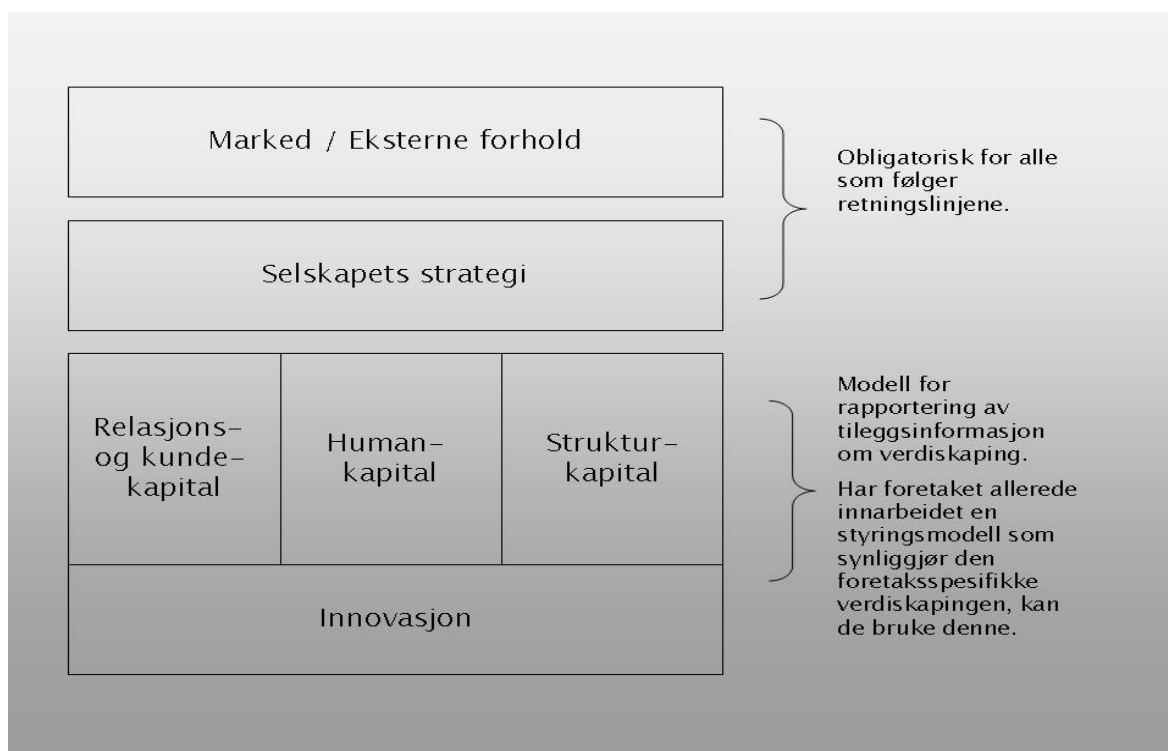 Marked / Eksterne forhold
Obligatorisk for alle
som følger
retningslinjene.
Selskapets strategi
Relasjons-
og kunde-
kapital
Human-
kapital
Struktur-
kapital
Innovasjon
Modell for
rapportering av
tileggsinformasjon
om verdiskaping.
Har foretaket allerede
innarbeidet en
styringsmodell som
synliggjør den
foretaksspesifikke
verdiskapingen, kan
de bruke denne.